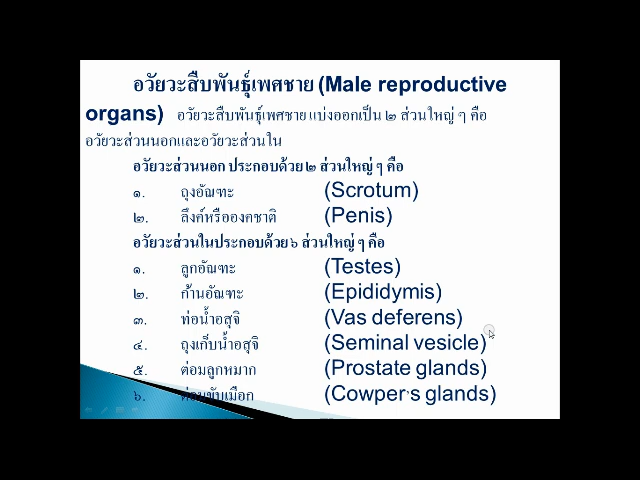 อวัยวะสืบพันธุ์เพศชาย (Male reproductive
organs) อวัยวะสืบพันธุ์เพศชาย แบ่งออกเป็น ๒ ส่วนใหญ่ ๆ คือ
อวัยวะส่วนนอกและอวัยวะส่วนใน
อวัยวะส่วนนอก ประกอบด้วย ๒ ส่วนใหญ่ ๆ คือ
๑. ถุงอัณฑะ (Scrotum)
๒. ลึงค์หรือองคชาติ (Penis)
อวัยวะส่วนในประกอบด้วย ๖ ส่วนใหญ่ ๆ คือ
๑. ลูกอัณฑะ (Testes)
๒. ก้านอัณฑะ (Epididymis)
๓. ท่อน้ำอสุจิ (Vas deferens)
๔. ถุงเก็บน้ำอสุจิ (Seminal vesicle)
๕. ต่อมลูกหมาก (Prostate glands)
๖. ต่อมขับเมือก (Cowper's glands)